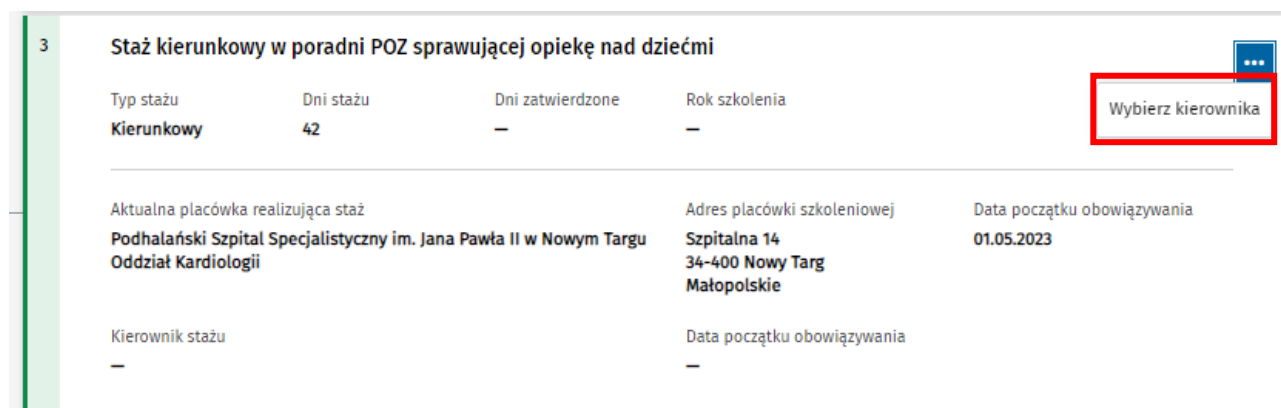 3
Staż kierunkowy w poradni POZ sprawującej opiekę nad dziećmi
...
Typ stażu Dni stażu Dni zatwierdzone Rok szkolenia
Wybierz kierownika
Kierunkowy 42 — —
Aktualna placówka realizująca staż Adres placówki szkoleniowej Data początku obowiązywania
Podhalański Szpital Specjalistyczny im. Jana Pawła II w Nowym Targu Szpitalna 14 01.05.2023
Oddział Kardiologii 34-400 Nowy Targ
Małopolskie
Kierownik stażu Data początku obowiązywania
— —